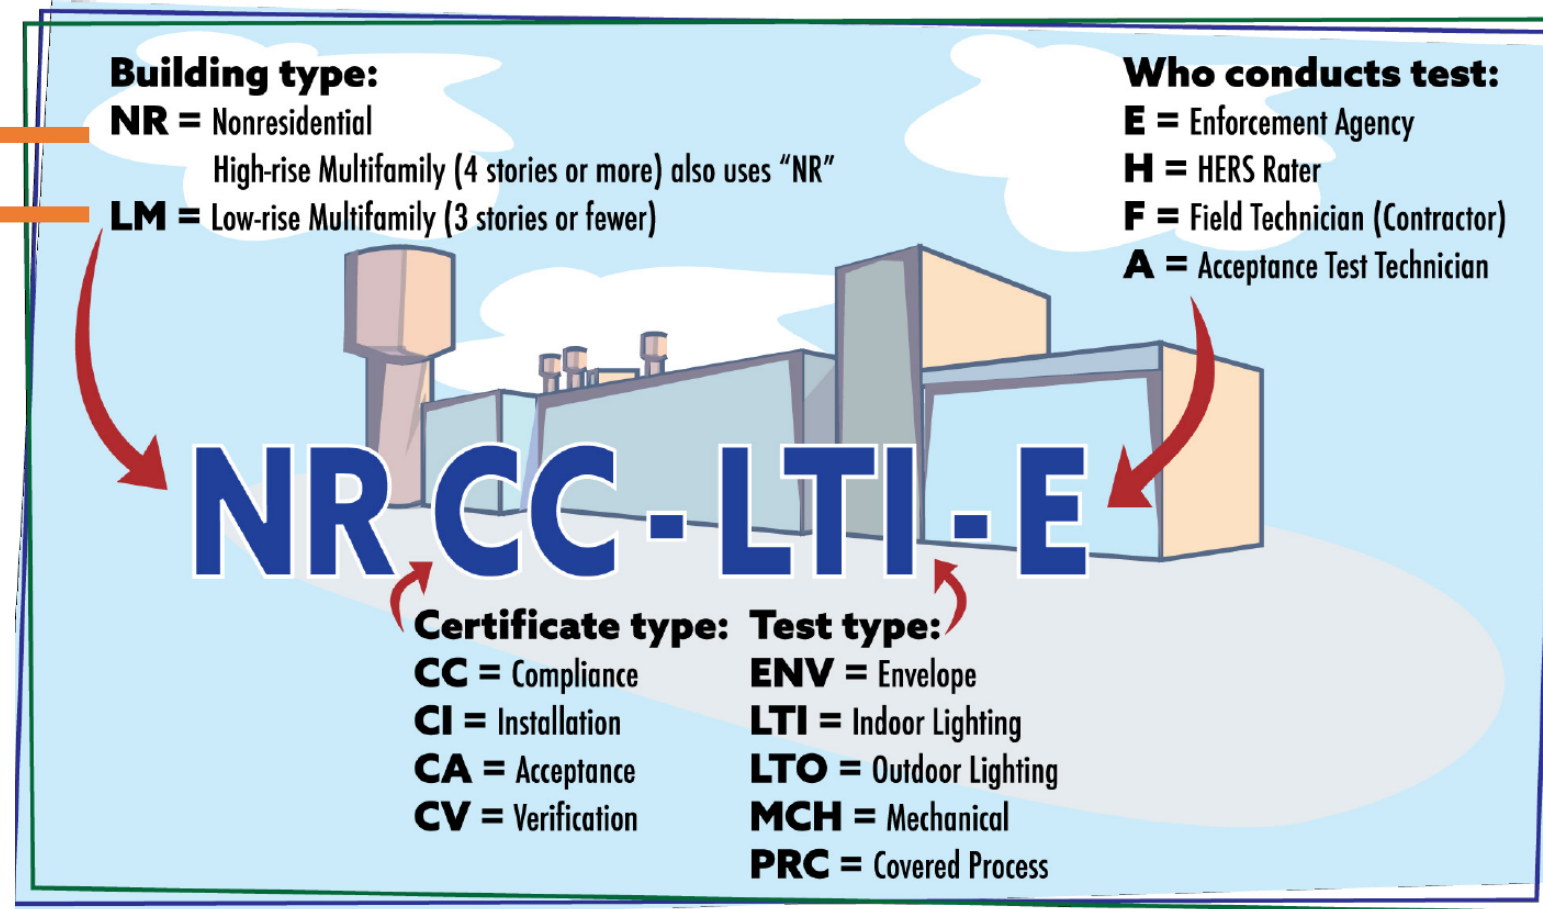 Building type:
NR = Nonresidential
High-rise Multifamily (4 stories or more) also uses “NR”
LM = Low-rise Multifamily (3 stories or fewer)
Who conducts test:
E = Enforcement Agency
H = HERS Rater
F = Field Technician (Contractor)
A = Acceptance Test Technician
NRCC - LTI - E
Certificate type:
CC = Compliance
CI = Installation
CA = Acceptance
CV = Verification
Test type:
ENV = Envelope
LTI = Indoor Lighting
LTO = Outdoor Lighting
MCH = Mechanical
PRC = Covered Process